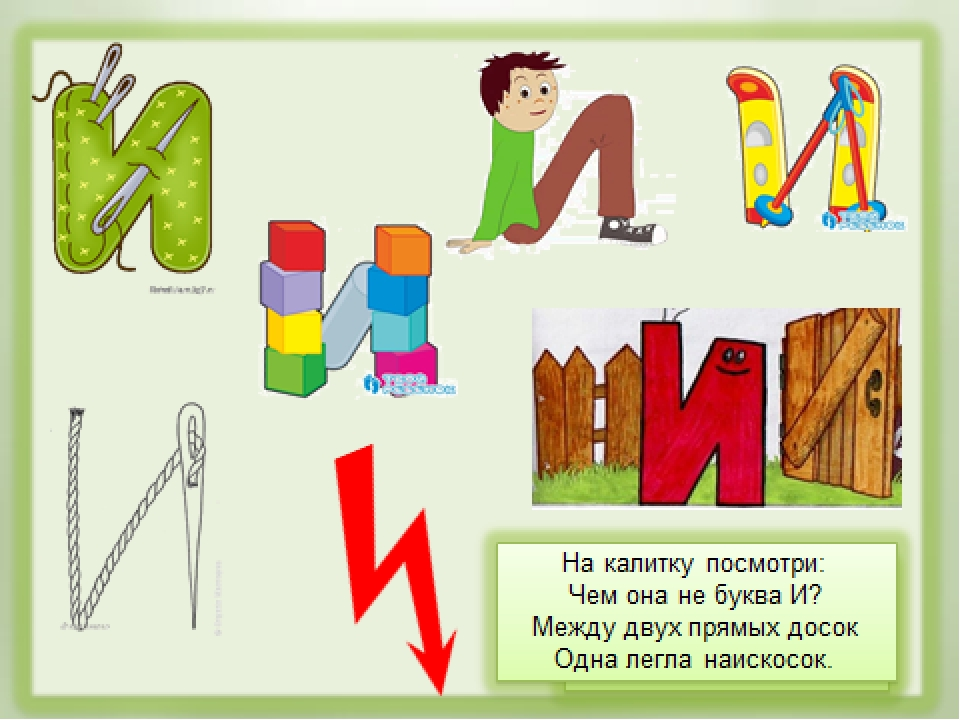 На калитку посмотри:
Чем она не буква И?
Между двух прямых досок
Одна легла наискосок.